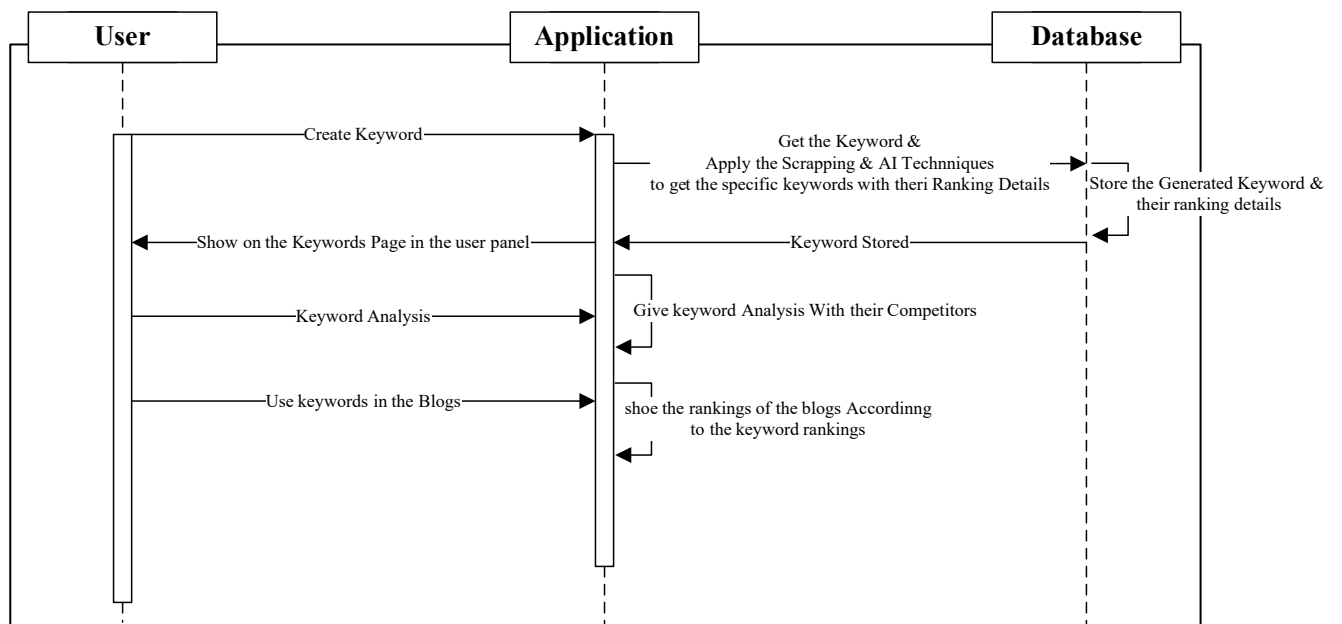 User
Application
Database
Create Keyword
Get the Keyword &
Apply the Scrapping & AI Technniques
to get the specific keywords with theri Ranking Details
Store the Generated Keyword &
their ranking details
Show on the Keywords Page in the user panel
Keyword Stored
Give keyword Analysis With their Competitors
Keyword Analysis
Use keywords in the Blogs
shoe the rankings of the blogs Accordinng
to the keyword rankings